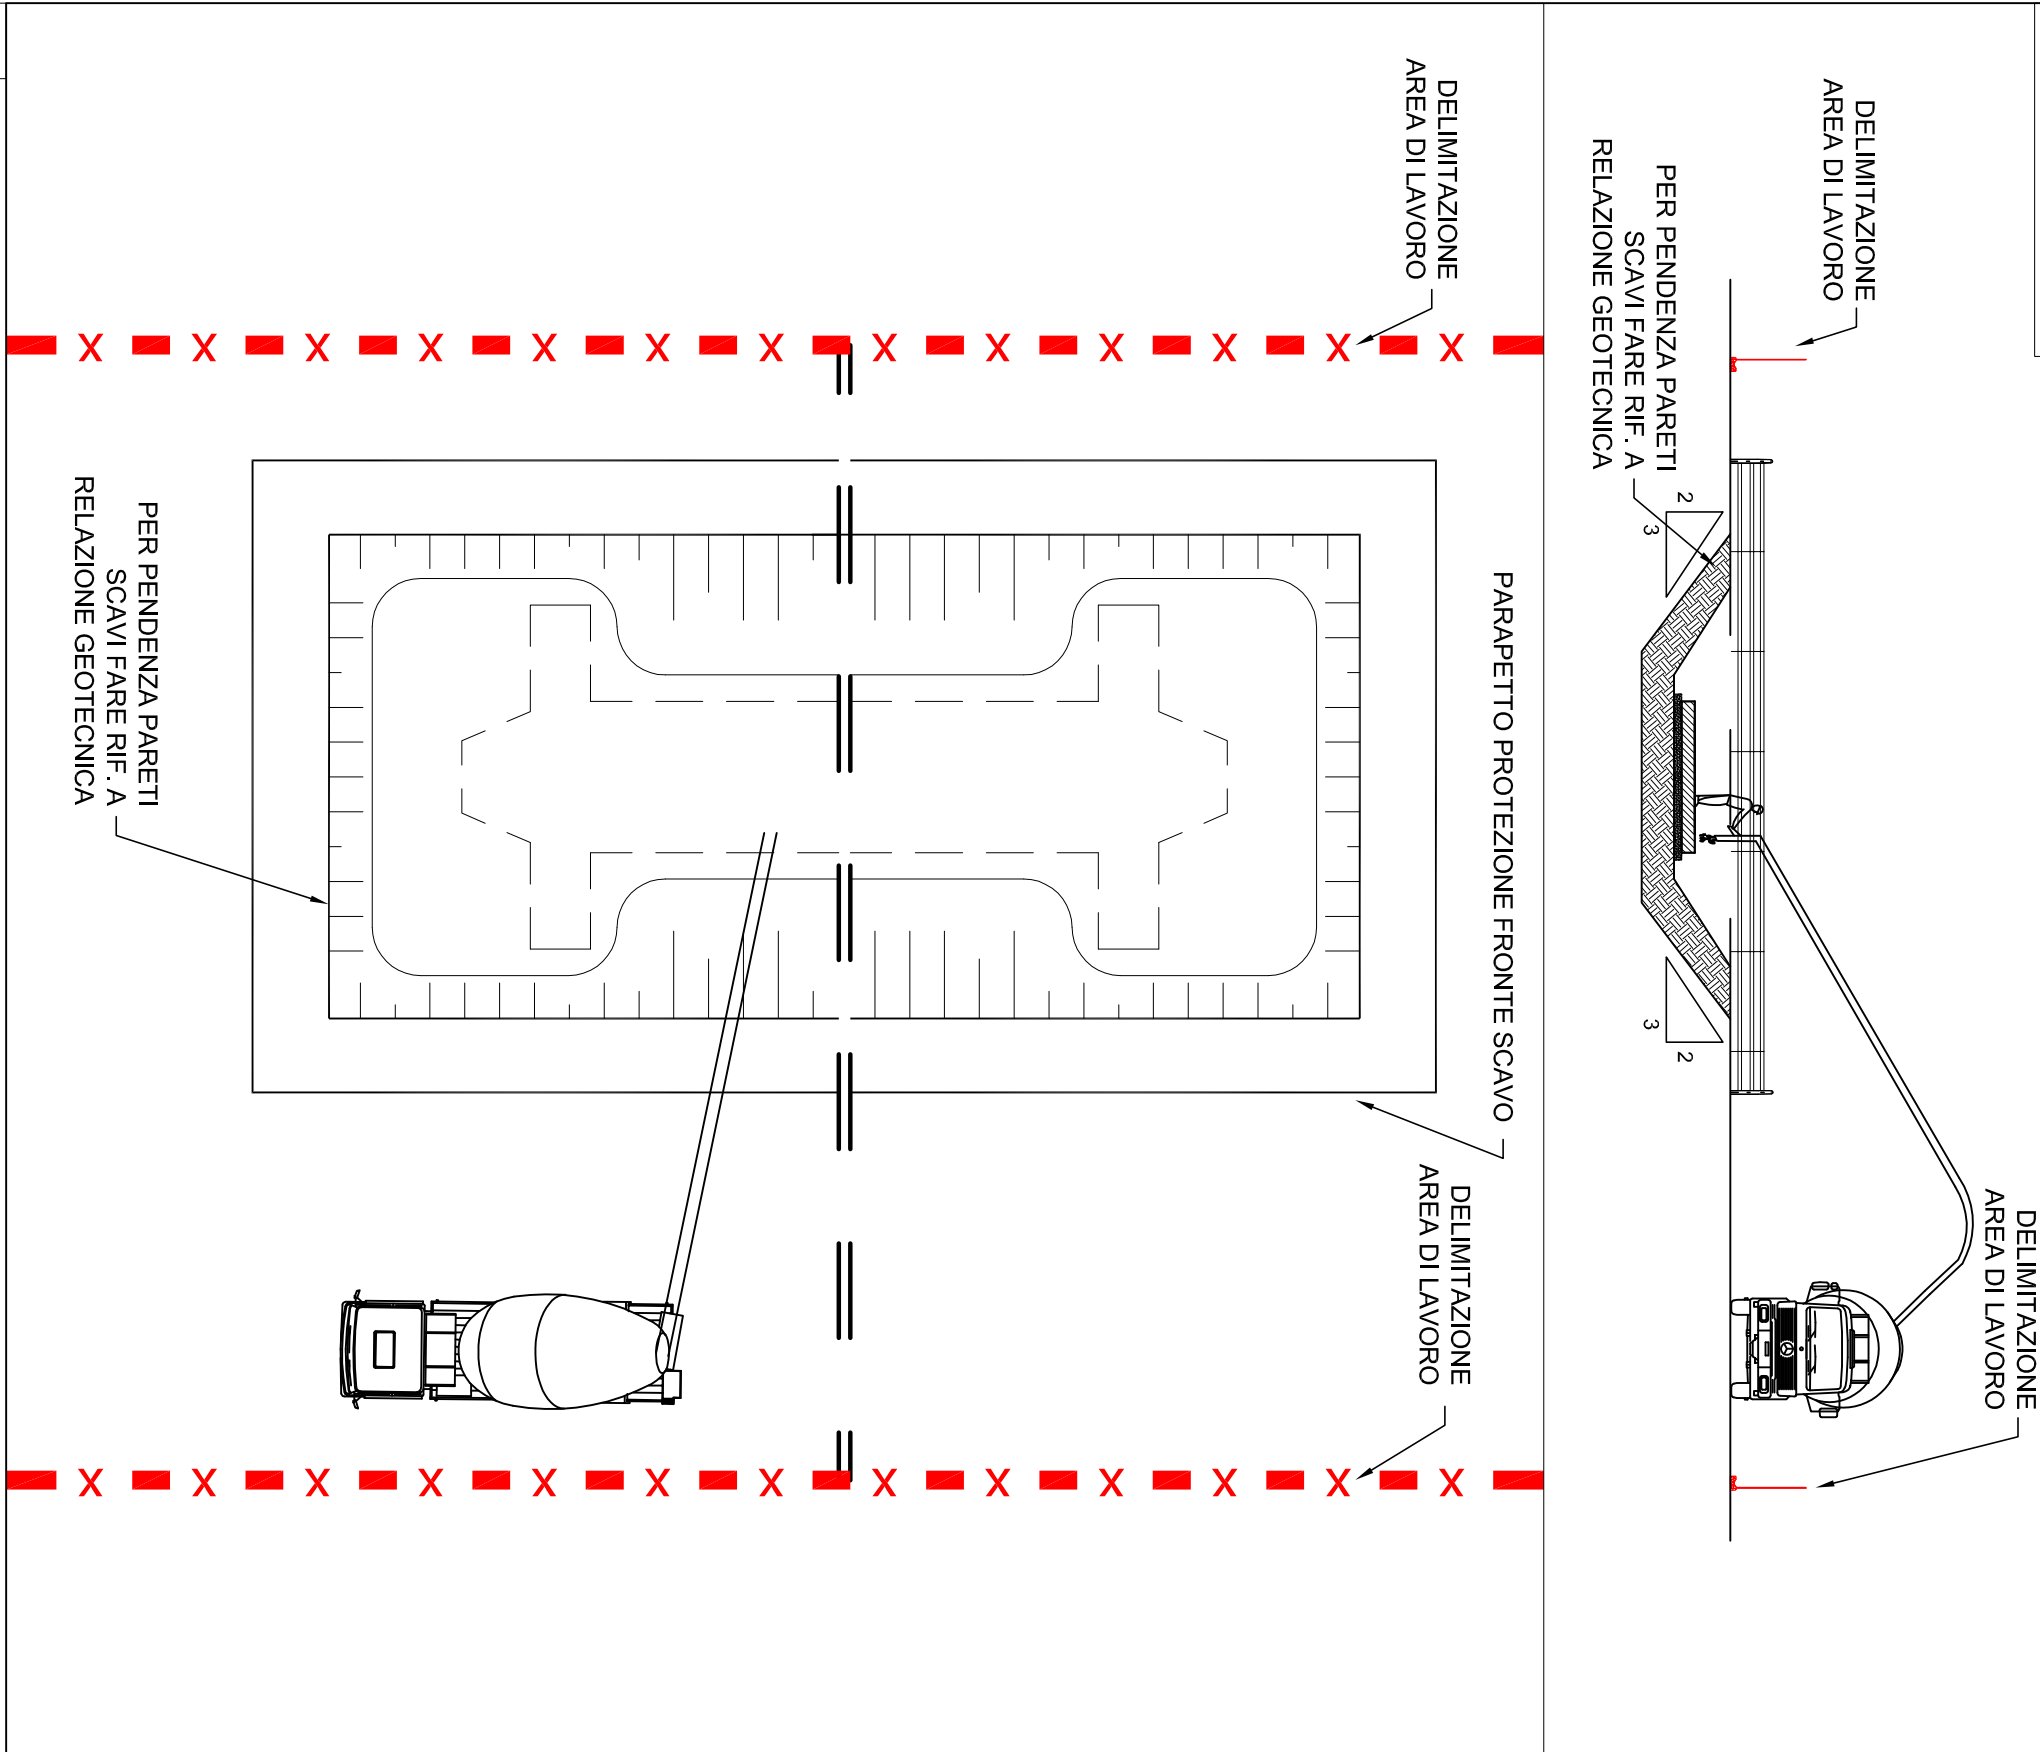 DELIMITAZIONE
AREA DI LAVORO
DELIMITAZIONE
AREA DI LAVORO
PER PENDENZA PARETI
SCAVI FARE RIF. A
RELAZIONE GEOTECNICA
2
3
3
2
PARAPETTO PROTEZIONE FRONTE SCAVO
DELIMITAZIONE
AREA DI LAVORO
DELIMITAZIONE
AREA DI LAVORO
X X X X X X X X X X X X X
X X X X X X X X X X X X X
PER PENDENZA PARETI
SCAVI FARE RIF. A
RELAZIONE GEOTECNICA